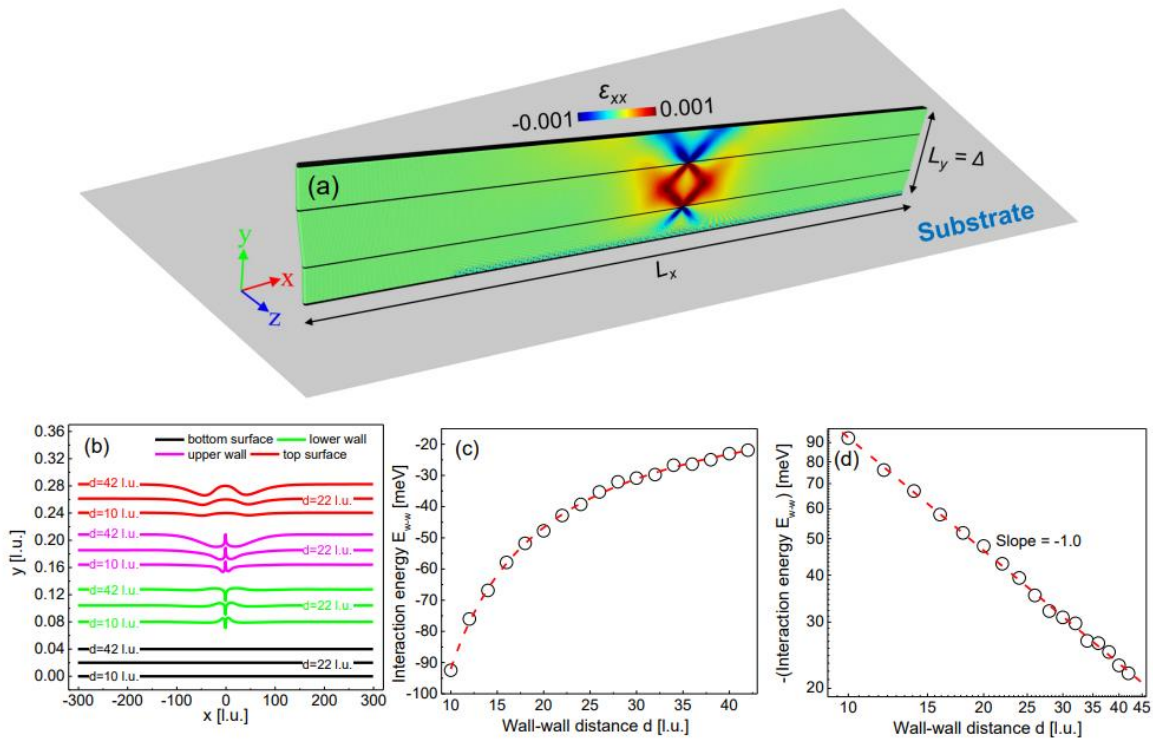 εxx
-0.001 0.001
(a)
Ly = Δ
Substrate
Lx
y
x
z
(b)
bottom surface lower wall
upper wall top surface
d=42 l.u.
d=22 l.u.
d=10 l.u.
d=42 l.u.
d=22 l.u.
d=10 l.u.
d=42 l.u.
d=22 l.u.
d=10 l.u.
d=42 l.u.
d=22 l.u.
d=10 l.u.
0.36
0.32
0.28
0.24
0.20
0.16
0.12
0.08
0.04
0.00
y [l.u.]
-300 -200 -100 0 100 200 300
x [l.u.]
(c)
-20
-30
-40
-50
-60
-70
-80
-90
-100
Interaction energy Ew-w [meV]
10 15 20 25 30 35 40
Wall-wall distance d [l.u.]
(d)
90
80
70
60
50
40
30
20
-(Interaction energy Ew-w) [meV]
Slope = -1.0
10 15 20 25 30 35 40 45
Wall-wall distance d [l.u.]